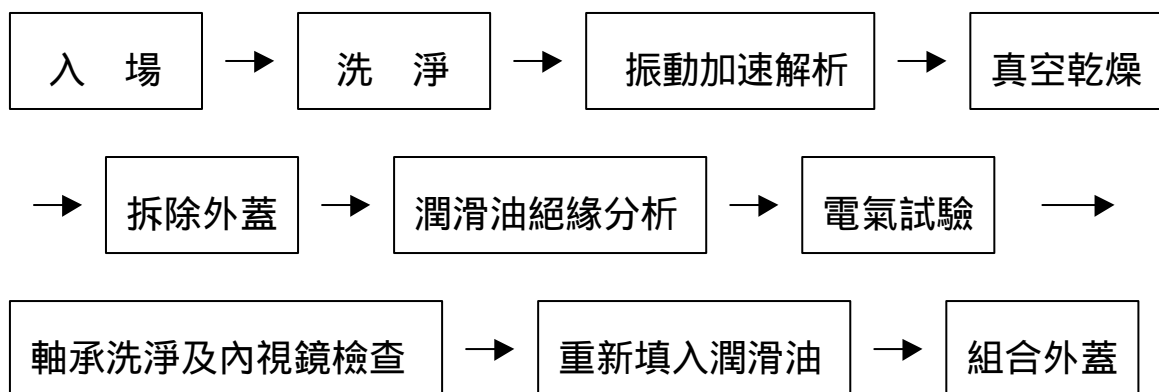 入　場 → 洗　淨 → 振動加速解析 → 真空乾燥
→ 拆除外蓋 → 潤滑油絕緣分析 → 電氣試驗 →
軸承洗淨及內視鏡檢查 → 重新填入潤滑油 → 組合外蓋